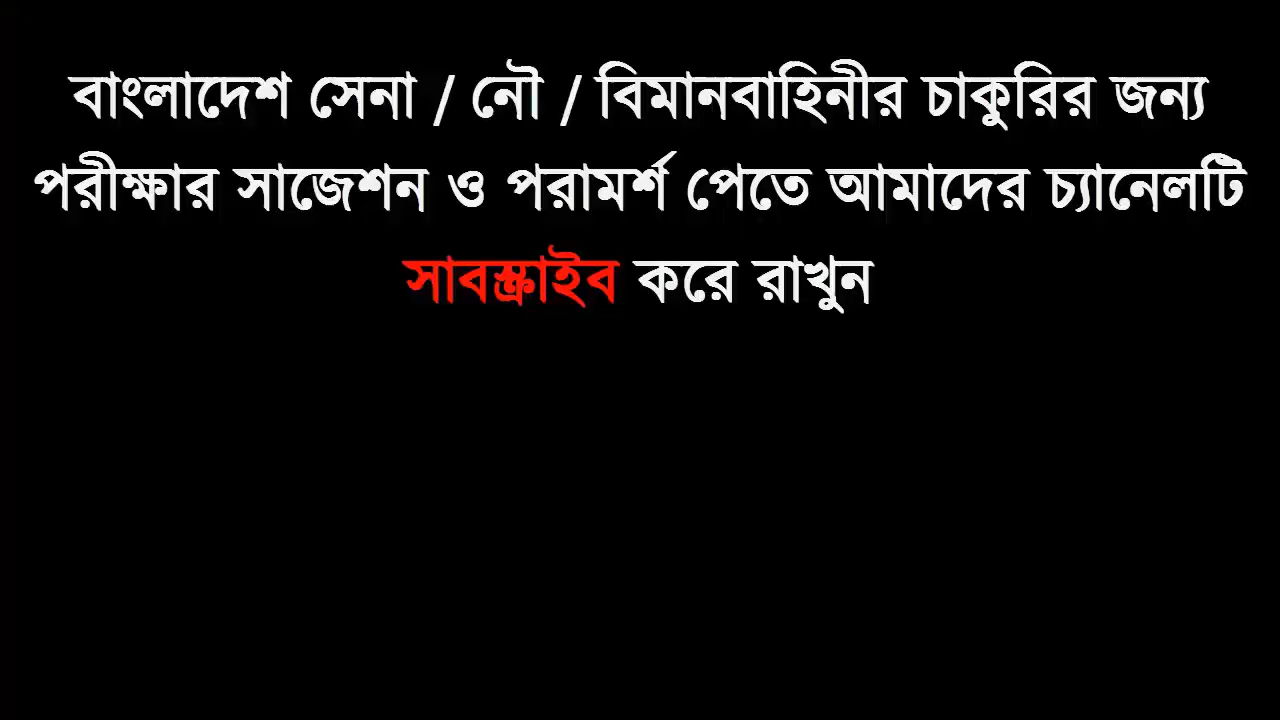 বাংলাদেশ সেনা / নৌ / বিমানবাহিনীর চাকুরির জন্য
পরীক্ষার সাজেশন ও পরামর্শ পেতে আমাদের চ্যানেলটি
সাবস্ক্রাইব করে রাখুন